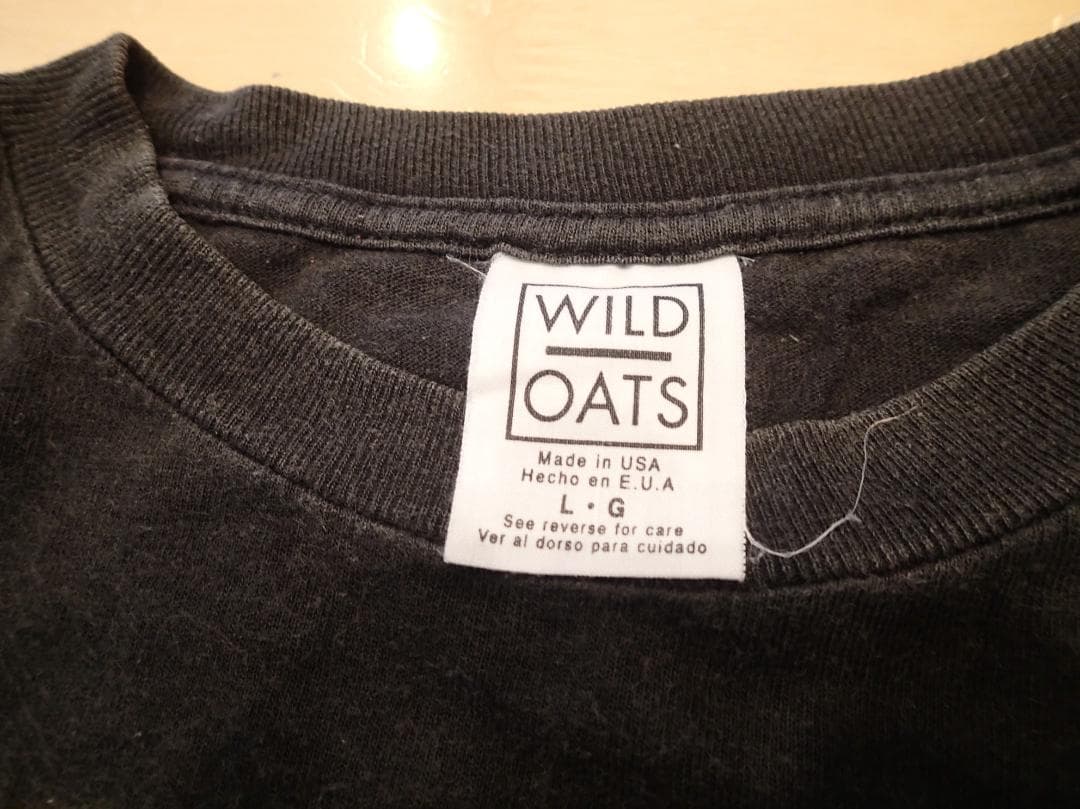 WILD
OATS
Made in USA
Hecho en E.U.A
L • G
See reverse for care
Ver al dorso para cuidado